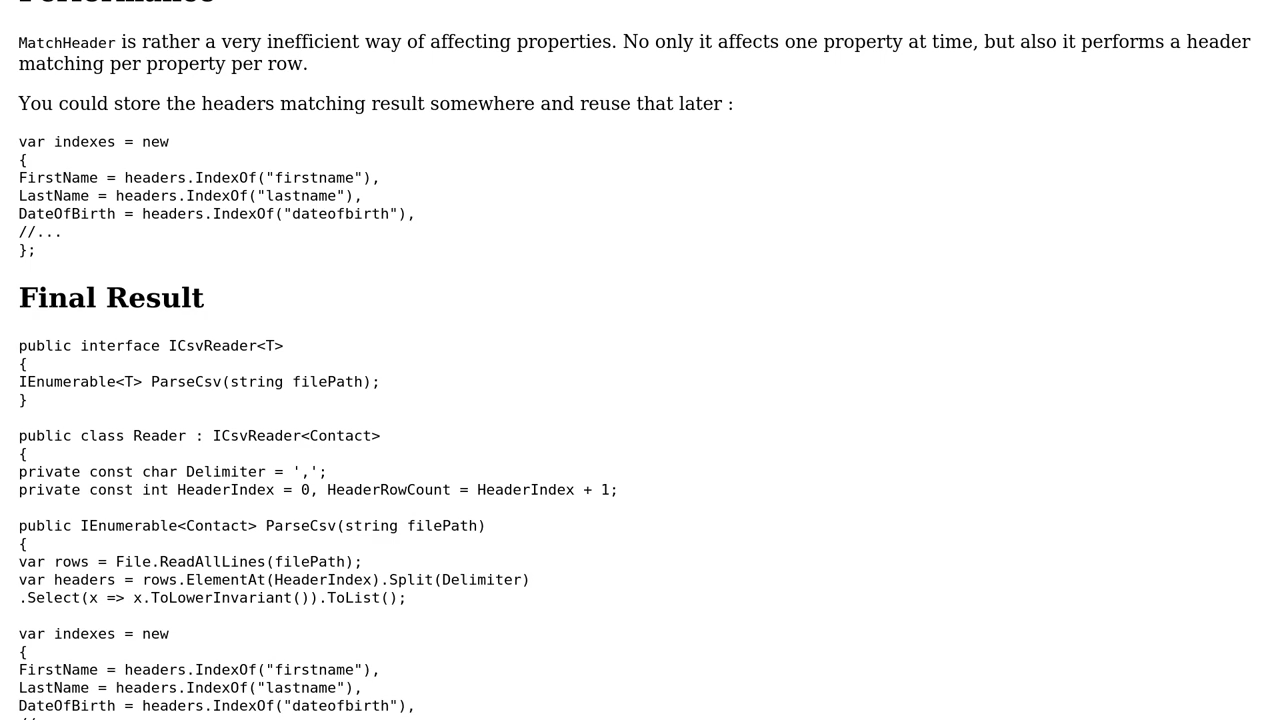 MatchHeader is rather a very inefficient way of affecting properties. No only it affects one property at time, but also it performs a header
matching per property per row.
You could store the headers matching result somewhere and reuse that later :
var indexes = new
{
FirstName = headers.IndexOf("firstname"),
LastName = headers.IndexOf("lastname"),
DateOfBirth = headers.IndexOf("dateofbirth"),
//...
};
Final Result
public interface ICsvReader<T>
{
IEnumerable<T> ParseCsv(string filePath);
}
public class Reader : ICsvReader<Contact>
{
private const char Delimiter = ',';
private const int HeaderIndex = 0, HeaderRowCount = HeaderIndex + 1;
public IEnumerable<Contact> ParseCsv(string filePath)
{
var rows = File.ReadAllLines(filePath);
var headers = rows.ElementAt(HeaderIndex).Split(Delimiter)
.Select(x => x.ToLowerInvariant()).ToList();
var indexes = new
{
FirstName = headers.IndexOf("firstname"),
LastName = headers.IndexOf("lastname"),
DateOfBirth = headers.IndexOf("dateofbirth"),